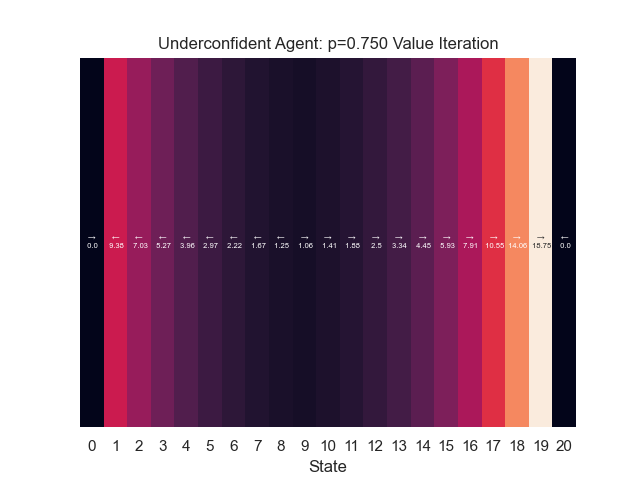 Underconfident Agent: p=0.750 Value Iteration
→ ← ← ← ← ← ← ← ← → → → → → → → → → → → ←
0.0 9.38 7.03 5.27 3.96 2.97 2.22 1.67 1.25 1.06 1.41 1.88 2.5 3.34 4.45 5.93 7.91 10.55 14.06 18.75 0.0
0 1 2 3 4 5 6 7 8 9 10 11 12 13 14 15 16 17 18 19 20
State